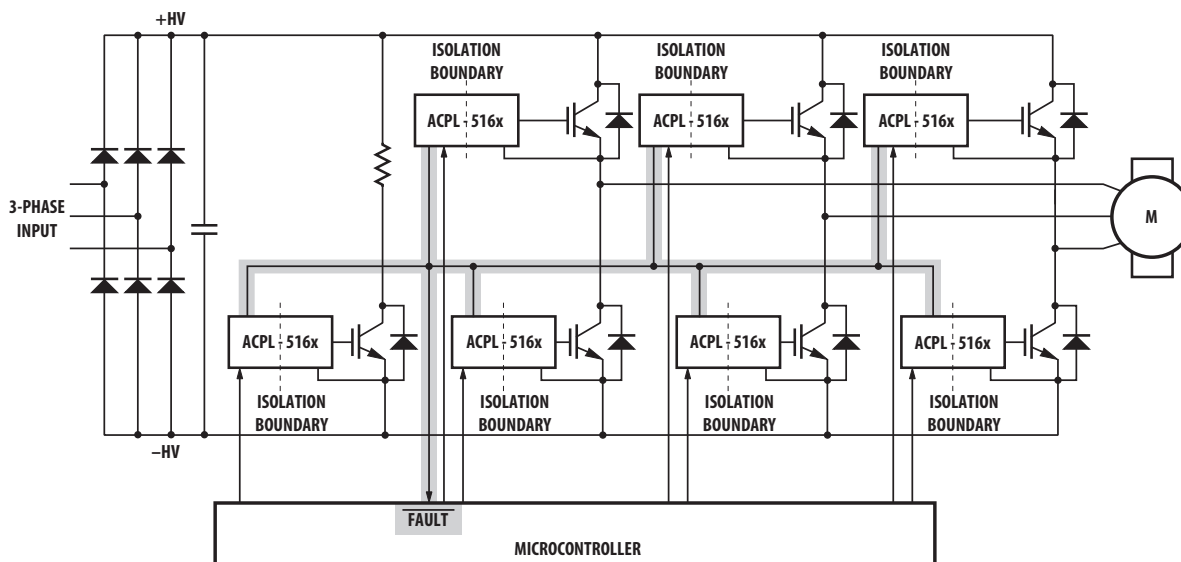 +HV
ISOLATION
BOUNDARY
ISOLATION
BOUNDARY
ISOLATION
BOUNDARY
ACPL - 516x
ACPL - 516x
ACPL - 516x
3-PHASE
INPUT
M
ACPL - 516x
ACPL - 516x
ACPL - 516x
ACPL - 516x
ISOLATION
BOUNDARY
ISOLATION
BOUNDARY
ISOLATION
BOUNDARY
ISOLATION
BOUNDARY
–HV
FAULT
MICROCONTROLLER